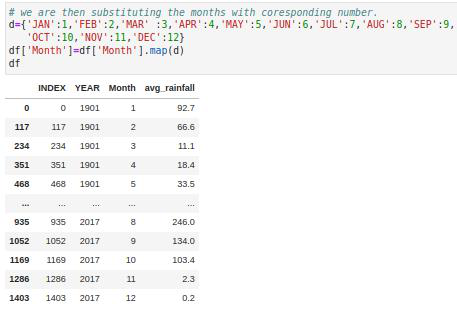 # we are then substituting the months with coresponding number.
d={'JAN':1,'FEB':2,'MAR' :3,'APR':4,'MAY':5,'JUN':6,'JUL':7,'AUG':8,'SEP':9,
'OCT':10,'NOV':11,'DEC':12}
df['Month']=df['Month'].map(d)
df
INDEX YEAR Month avg_rainfall
0 0 1901 1 92.7
117 117 1901 2 66.6
234 234 1901 3 11.1
351 351 1901 4 18.4
468 468 1901 5 33.5
... ... ... ... ...
935 935 2017 8 246.0
1052 1052 2017 9 134.0
1169 1169 2017 10 103.4
1286 1286 2017 11 2.3
1403 1403 2017 12 0.2